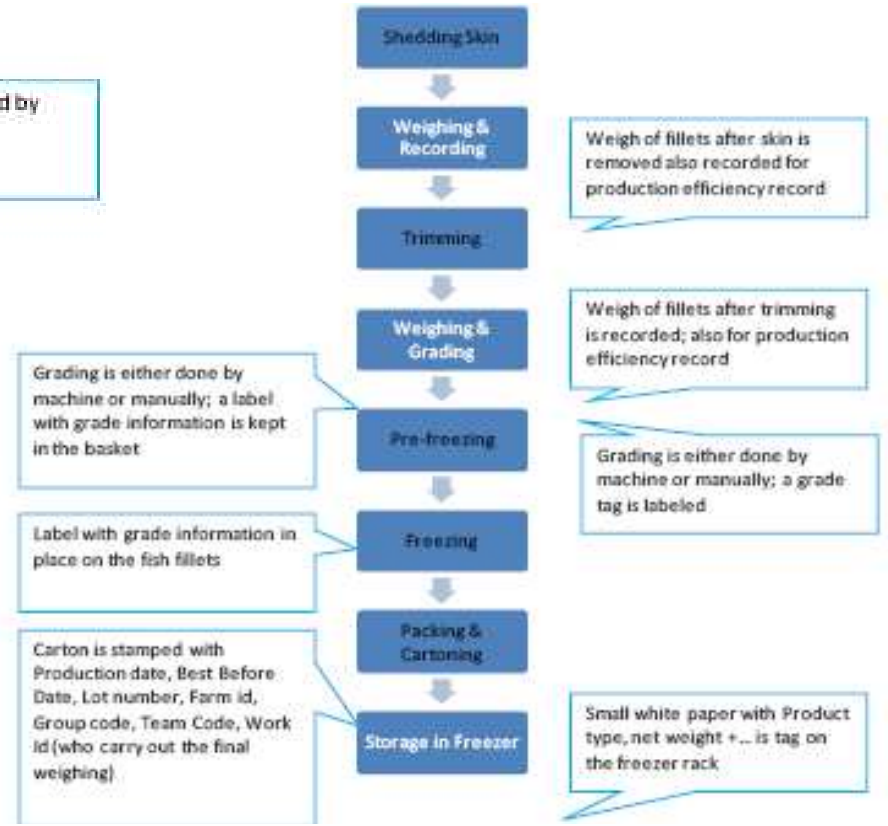 Shedding Skin
d by
Weighing &
Recording
Weigh of fillets after skin is
removed also recorded for
production efficiency record
Trimming
Weighing &
Grading
Weigh of fillets after trimming
is recorded; also for production
efficiency record
Grading is either done by
machine or manually; a label
with grade information is kept
in the basket
Pre-freezing
Grading is either done by
machine or manually; a grade
tag is labeled
Label with grade information in
place on the fish fillets
Freezing
Packing &
Cartoning
Carton is stamped with
Production date, Best Before
Date, Lot number, Farm id,
Group code, Team Code, Work
Id (who carry out the final
weighing)
Storage in Freezer
Small white paper with Product
type, net weight +... is tag on
the freezer rack